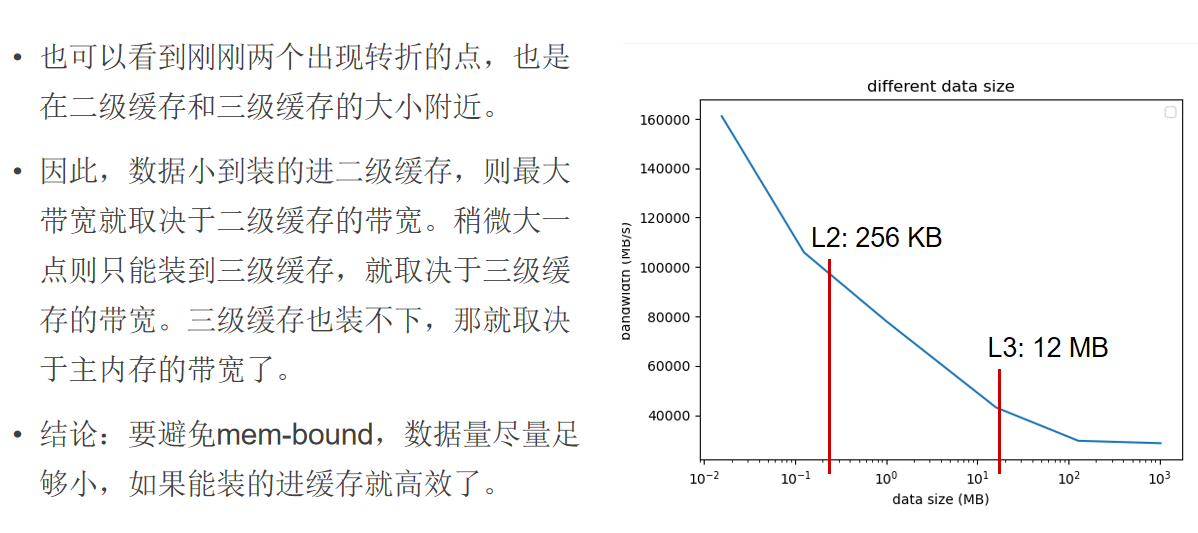 • 也可以看到刚刚两个出现转折的点，也是
在二级缓存和三级缓存的大小附近。
• 因此，数据小到装的进二级缓存，则最大
带宽就取决于二级缓存的带宽。稍微大一
点则只能装到三级缓存，就取决于三级缓
存的带宽。三级缓存也装不下，那就取决
于主内存的带宽了。
• 结论：要避免mem-bound，数据量尽量足
够小，如果能装的进缓存就高效了。
different data size
160000
140000
120000
100000
80000
60000
40000
bandwidth (MB/s)
L2: 256 KB
L3: 12 MB
10⁻²
10⁻¹
10⁰
10¹
10²
10³
data size (MB)